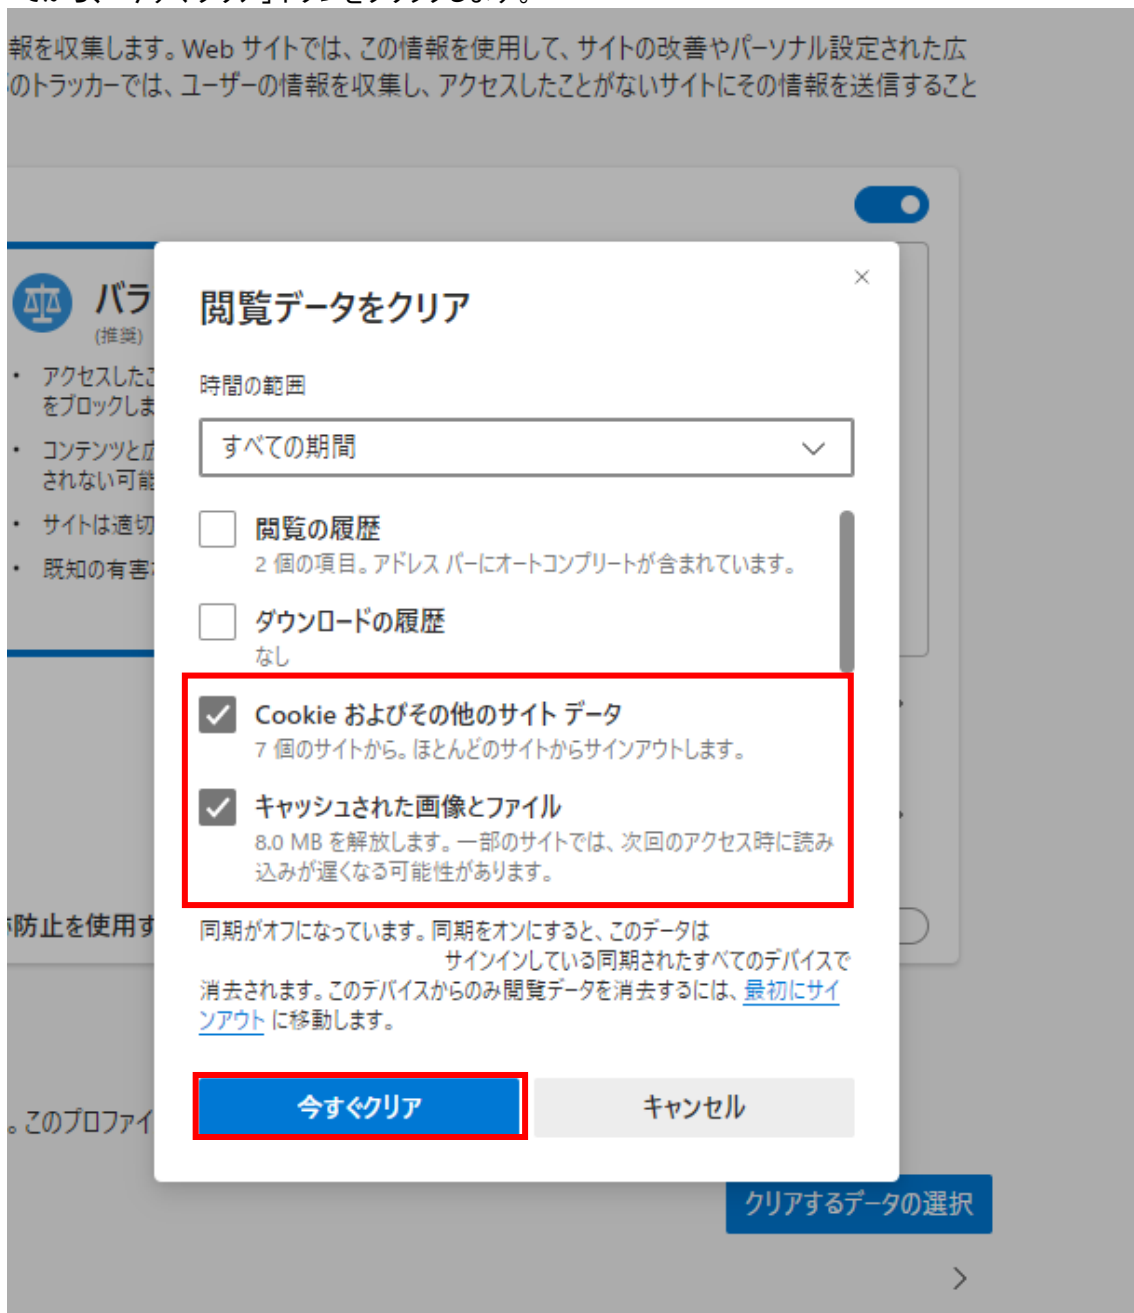 報を収集します。Web サイトでは、この情報を使用して、サイトの改善やパーソナル設定された広
のトラッカーでは、ユーザーの情報を収集し、アクセスしたことがないサイトにその情報を送信すること
バラ
(推奨)
• アクセスしたこ
をブロックしま
• コンテンツと広
されない可能
• サイトは適切
• 既知の有害
閲覧データをクリア
時間の範囲
すべての期間
閲覧の履歴
2 個の項目。アドレス バーにオートコンプリートが含まれています。
ダウンロードの履歴
なし
Cookie およびその他のサイト データ
7 個のサイトから。ほとんどのサイトからサインアウトします。
キャッシュされた画像とファイル
8.0 MB を解放します。一部のサイトでは、次回のアクセス時に読み
込みが遅くなる可能性があります。
防止を使用す
同期がオフになっています。同期をオンにすると、このデータは
サインインしている同期されたすべてのデバイスで
消去されます。このデバイスからのみ閲覧データを消去するには、最初にサイ
ンアウト に移動します。
今すぐクリア
キャンセル
。このプロファイ
クリアするデータの選択